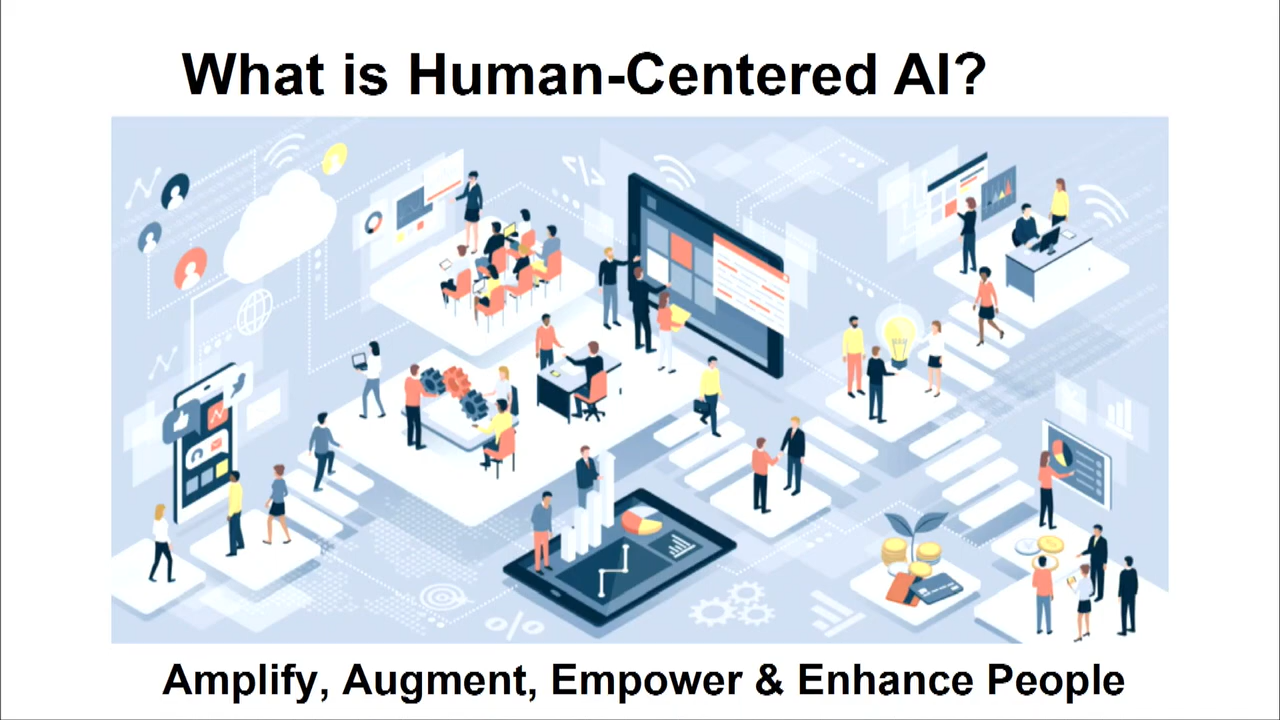 What is Human-Centered AI?
Amplify, Augment, Empower & Enhance People